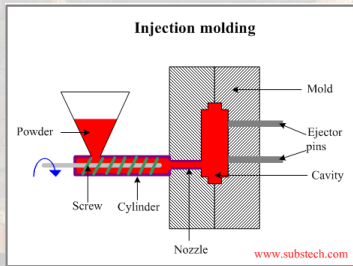 Injection molding
Mold
Powder
Ejector
pins
Screw
Cylinder
Cavity
Nozzle
www.substech.com